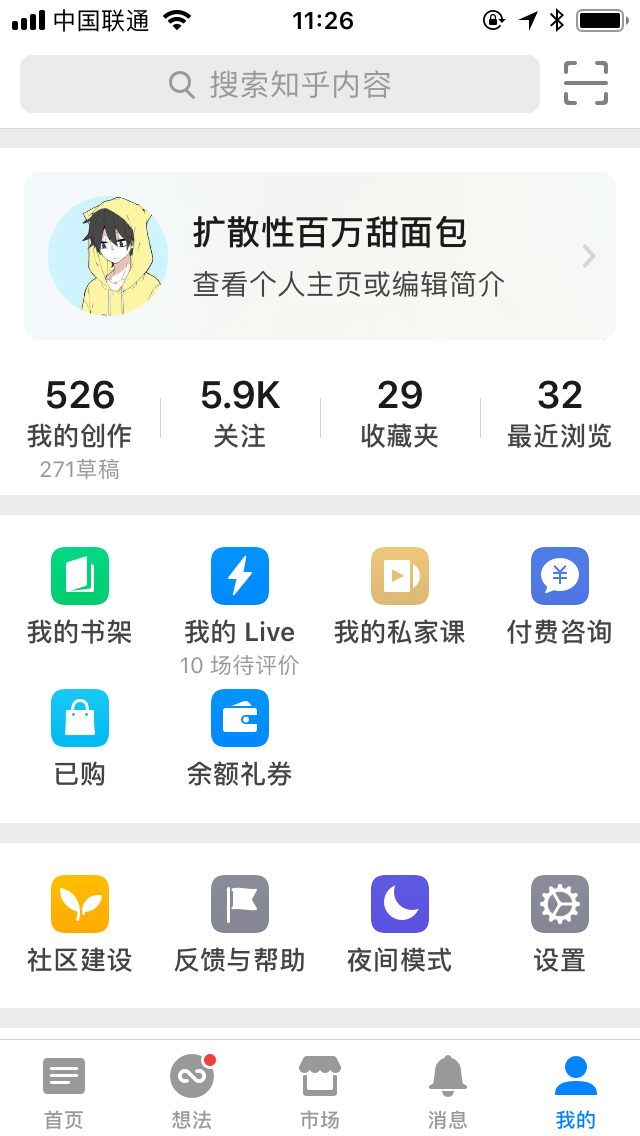 中国联通 11:26
搜索知乎内容
扩散性百万甜面包
查看个人主页或编辑简介
526 5.9K 29 32
我的创作 关注 收藏夹 最近浏览
271草稿
我的书架 我的 Live 我的私家课 付费咨询
10 场待评价
已购 余额礼券
社区建设 反馈与帮助 夜间模式 设置
首页 想法 市场 消息 我的